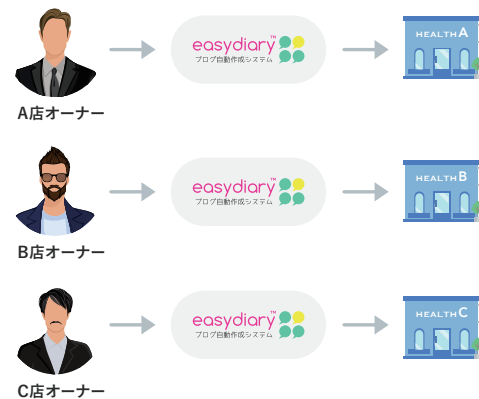 easydiary™
ブログ自動作成システム
HEALTH A
A店オーナー
easydiary™
ブログ自動作成システム
HEALTH B
B店オーナー
easydiary™
ブログ自動作成システム
HEALTH C
C店オーナー